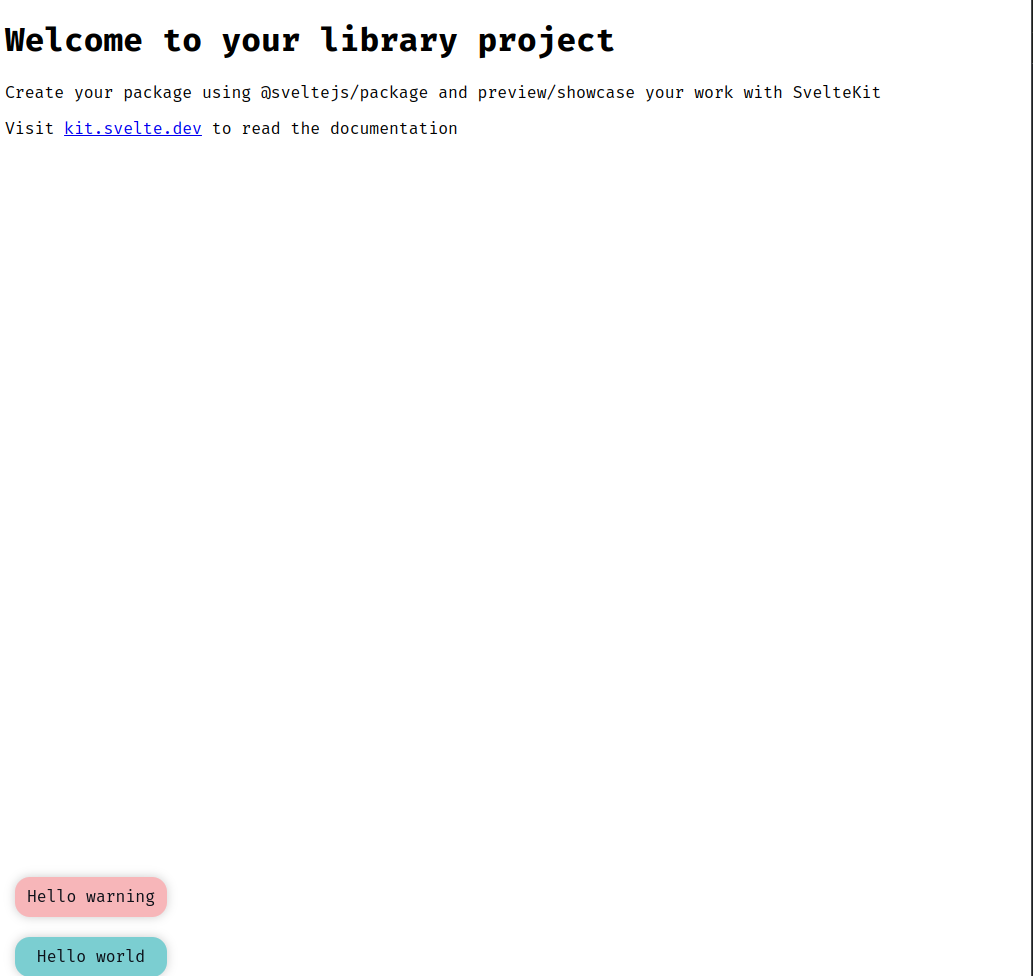 Welcome to your library project
Create your package using @sveltejs/package and preview/showcase your work with SvelteKit
Visit kit.svelte.dev to read the documentation
Hello warning
Hello world